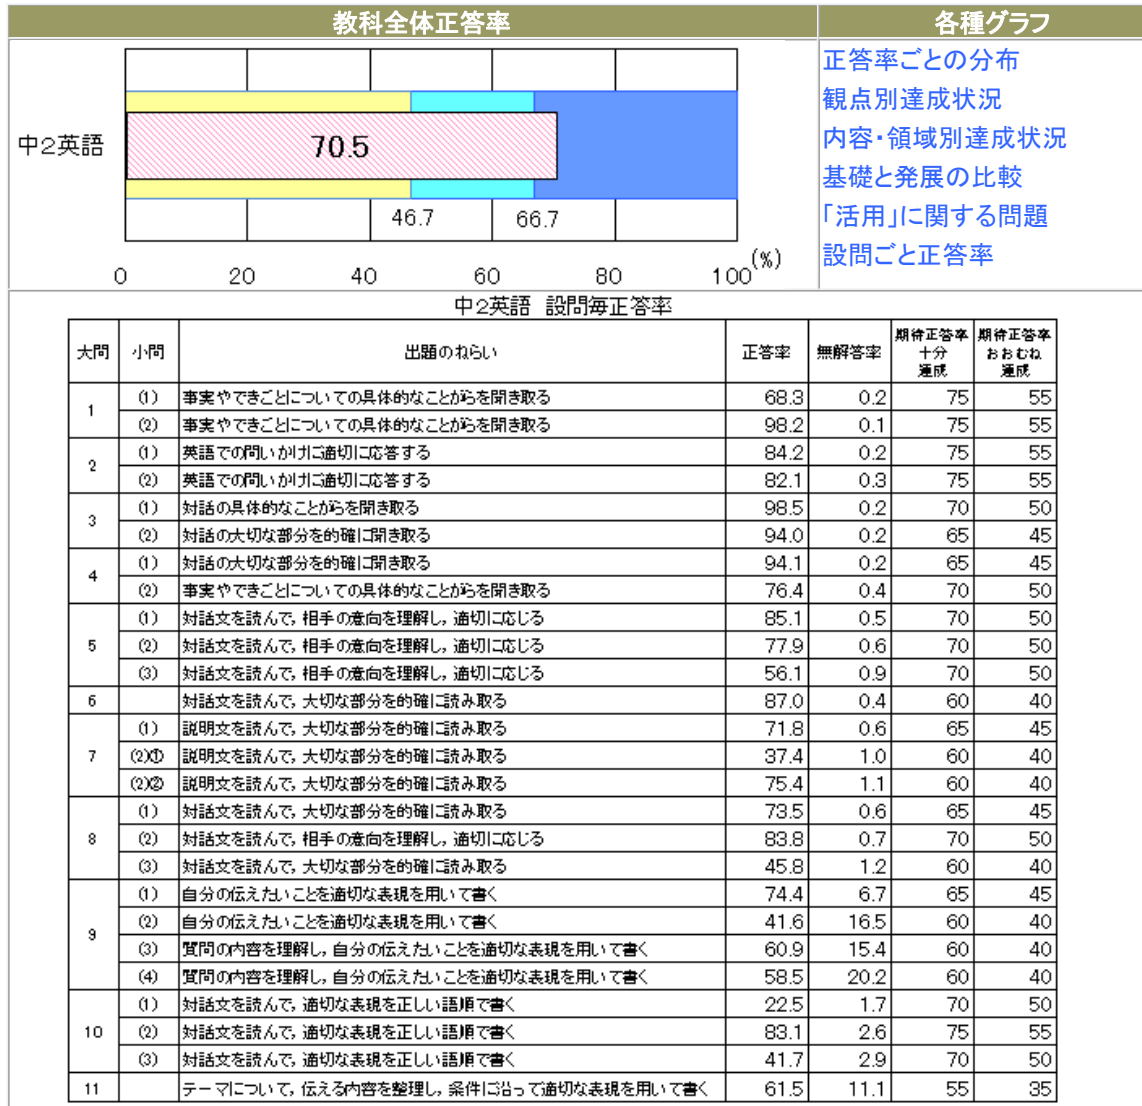 教科全体正答率
各種グラフ
中2英語
70.5
46.7 66.7
0 20 40 60 80 100 (%)
正答率ごとの分布
観点別達成状況
内容・領域別達成状況
基礎と発展の比較
「活用」に関する問題
設問ごと正答率
中2英語 設問毎正答率
大問 小問 出題のねらい 正答率 無解答率 期待正答率十分達成 期待正答率おおむね達成
1 (1) 事実やできごとについての具体的なことがらを聞き取る 68.3 0.2 75 55
(2) 事実やできごとについての具体的なことがらを聞き取る 98.2 0.1 75 55
2 (1) 英語での問いかけに適切に応答する 84.2 0.2 75 55
(2) 英語での問いかけに適切に応答する 82.1 0.3 75 55
3 (1) 対話の具体的なことがらを聞き取る 98.5 0.2 70 50
(2) 対話の大切な部分を的確に聞き取る 94.0 0.2 65 45
4 (1) 対話の大切な部分を的確に聞き取る 94.1 0.2 65 45
(2) 事実やできごとについての具体的なことがらを聞き取る 76.4 0.4 70 50
5 (1) 対話文を読んで，相手の意向を理解し，適切に応じる 85.1 0.5 70 50
(2) 対話文を読んで，相手の意向を理解し，適切に応じる 77.9 0.6 70 50
(3) 対話文を読んで，相手の意向を理解し，適切に応じる 56.1 0.9 70 50
6 対話文を読んで，大切な部分を的確に読み取る 87.0 0.4 60 40
7 (1) 説明文を読んで，大切な部分を的確に読み取る 71.8 0.6 65 45
(2)① 説明文を読んで，大切な部分を的確に読み取る 37.4 1.0 60 40
(2)② 説明文を読んで，大切な部分を的確に読み取る 75.4 1.1 60 40
8 (1) 対話文を読んで，大切な部分を的確に読み取る 73.5 0.6 65 45
(2) 対話文を読んで，相手の意向を理解し，適切に応じる 83.8 0.7 70 50
(3) 対話文を読んで，大切な部分を的確に読み取る 45.8 1.2 60 40
9 (1) 自分の伝えたいことを適切な表現を用いて書く 74.4 6.7 65 45
(2) 自分の伝えたいことを適切な表現を用いて書く 41.6 16.5 60 40
(3) 質問の内容を理解し，自分の伝えたいことを適切な表現を用いて書く 60.9 15.4 60 40
(4) 質問の内容を理解し，自分の伝えたいことを適切な表現を用いて書く 58.5 20.2 60 40
10 (1) 対話文を読んで，適切な表現を正しい語順で書く 22.5 1.7 70 50
(2) 対話文を読んで，適切な表現を正しい語順で書く 83.1 2.6 75 55
(3) 対話文を読んで，適切な表現を正しい語順で書く 41.7 2.9 70 50
11 テーマについて，伝える内容を整理し，条件に沿って適切な表現を用いて書く 61.5 11.1 55 35